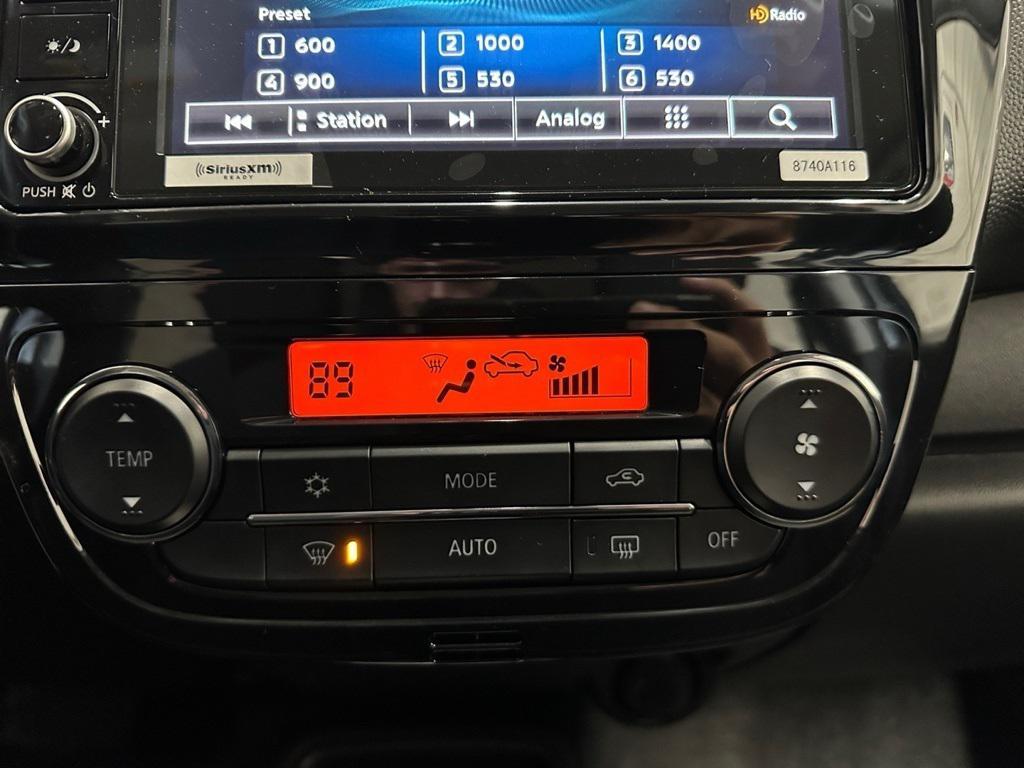 Preset
HD Radio
1 600 2 1000 3 1400
4 900 5 530 6 530
Station Analog
((SiriusXM))
READY
8740A116
PUSH
89
TEMP
MODE
AUTO
OFF